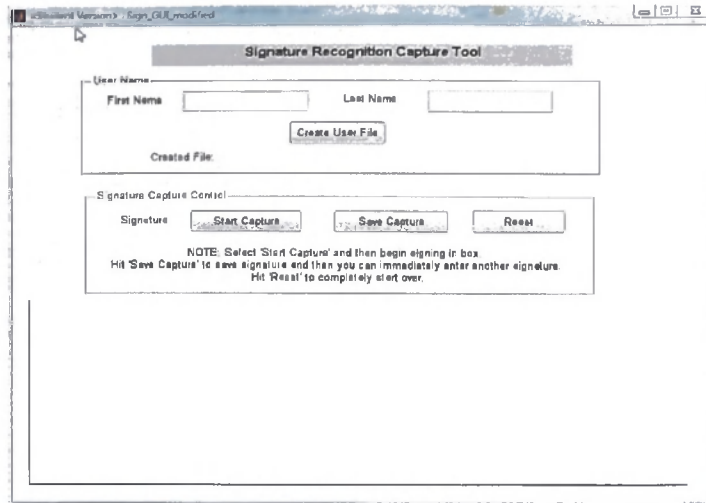 <Student Version> : Sign_GUI_modified
Signature Recognition Capture Tool
User Name
First Name
Last Name
Create User File
Created File:
Signature Capture Control
Signature
Start Capture
Save Capture
Reset
NOTE: Select 'Start Capture' and then begin signing in box.
Hit 'Save Capture' to save signature and then you can immediately enter another signature.
Hit 'Reset' to completely start over.